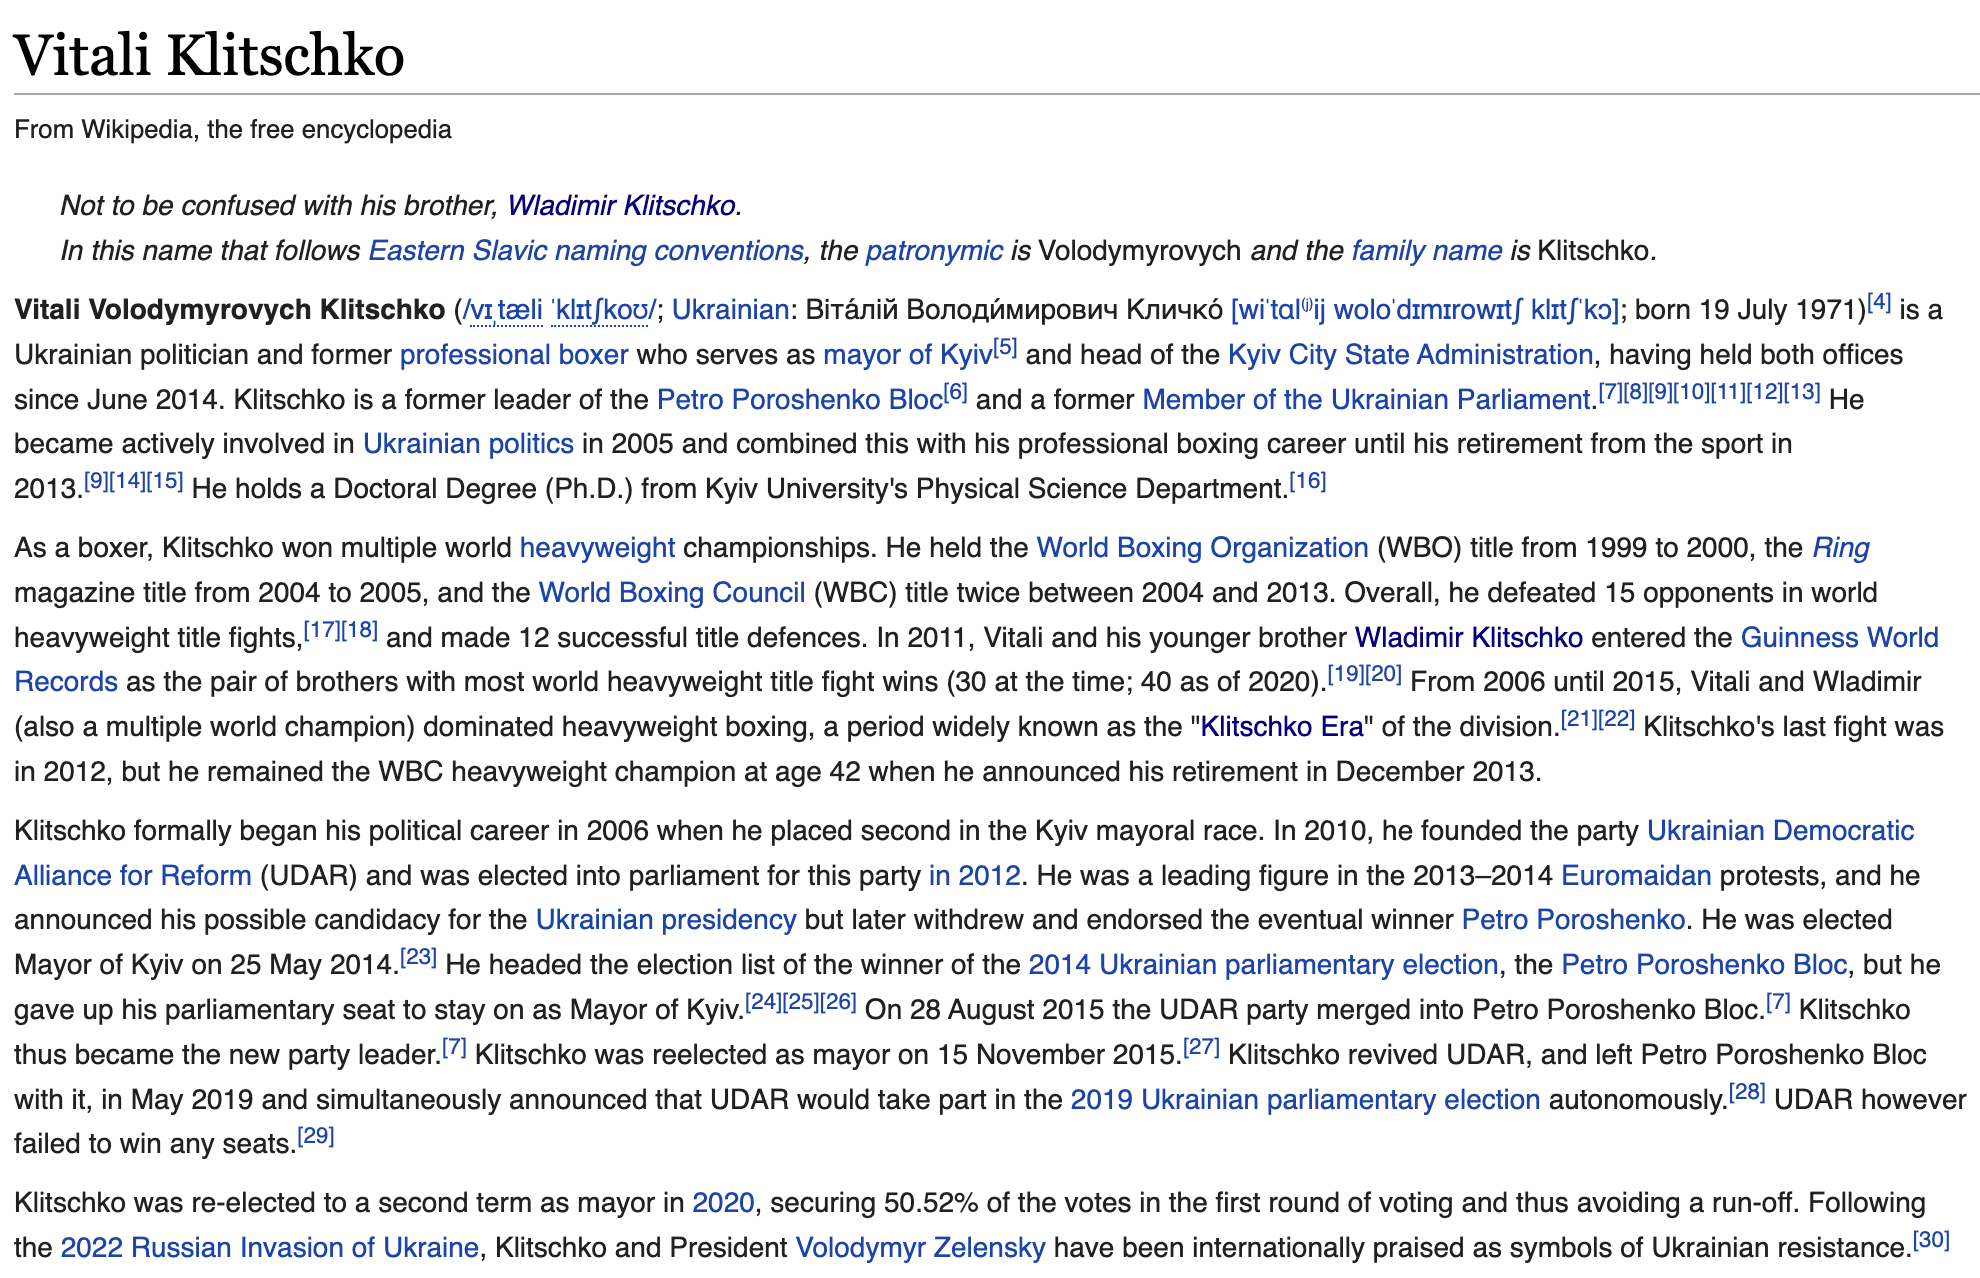 Vitali Klitschko
From Wikipedia, the free encyclopedia
Not to be confused with his brother, Wladimir Klitschko.
In this name that follows Eastern Slavic naming conventions, the patronymic is Volodymyrovych and the family name is Klitschko.
Vitali Volodymyrovych Klitschko (/vɪˌtæli ˈklɪtʃkoʊ/; Ukrainian: Віта́лій Володи́мирович Кличко́ [wiˈtɑl⁽ʲ⁾ij woloˈdɪmɪrowɪtʃ klɪtʃˈkɔ]; born 19 July 1971)[4] is a
Ukrainian politician and former professional boxer who serves as mayor of Kyiv[5] and head of the Kyiv City State Administration, having held both offices
since June 2014. Klitschko is a former leader of the Petro Poroshenko Bloc[6] and a former Member of the Ukrainian Parliament.[7][8][9][10][11][12][13] He
became actively involved in Ukrainian politics in 2005 and combined this with his professional boxing career until his retirement from the sport in
2013.[9][14][15] He holds a Doctoral Degree (Ph.D.) from Kyiv University's Physical Science Department.[16]
As a boxer, Klitschko won multiple world heavyweight championships. He held the World Boxing Organization (WBO) title from 1999 to 2000, the Ring
magazine title from 2004 to 2005, and the World Boxing Council (WBC) title twice between 2004 and 2013. Overall, he defeated 15 opponents in world
heavyweight title fights,[17][18] and made 12 successful title defences. In 2011, Vitali and his younger brother Wladimir Klitschko entered the Guinness World
Records as the pair of brothers with most world heavyweight title fight wins (30 at the time; 40 as of 2020).[19][20] From 2006 until 2015, Vitali and Wladimir
(also a multiple world champion) dominated heavyweight boxing, a period widely known as the "Klitschko Era" of the division.[21][22] Klitschko's last fight was
in 2012, but he remained the WBC heavyweight champion at age 42 when he announced his retirement in December 2013.
Klitschko formally began his political career in 2006 when he placed second in the Kyiv mayoral race. In 2010, he founded the party Ukrainian Democratic
Alliance for Reform (UDAR) and was elected into parliament for this party in 2012. He was a leading figure in the 2013–2014 Euromaidan protests, and he
announced his possible candidacy for the Ukrainian presidency but later withdrew and endorsed the eventual winner Petro Poroshenko. He was elected
Mayor of Kyiv on 25 May 2014.[23] He headed the election list of the winner of the 2014 Ukrainian parliamentary election, the Petro Poroshenko Bloc, but he
gave up his parliamentary seat to stay on as Mayor of Kyiv.[24][25][26] On 28 August 2015 the UDAR party merged into Petro Poroshenko Bloc.[7] Klitschko
thus became the new party leader.[7] Klitschko was reelected as mayor on 15 November 2015.[27] Klitschko revived UDAR, and left Petro Poroshenko Bloc
with it, in May 2019 and simultaneously announced that UDAR would take part in the 2019 Ukrainian parliamentary election autonomously.[28] UDAR however
failed to win any seats.[29]
Klitschko was re-elected to a second term as mayor in 2020, securing 50.52% of the votes in the first round of voting and thus avoiding a run-off. Following
the 2022 Russian Invasion of Ukraine, Klitschko and President Volodymyr Zelensky have been internationally praised as symbols of Ukrainian resistance.[30]